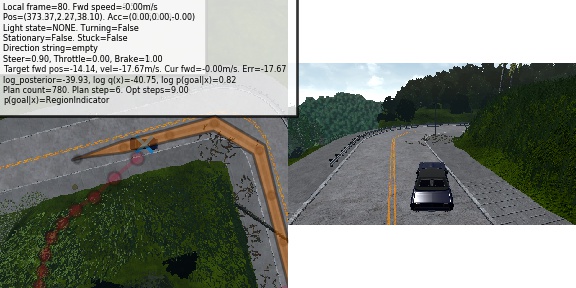 Local frame=80. Fwd speed=-0.00m/s
Pos=(373.37,2.27,38.10). Acc=(0.00,0.00,-0.00)
Light state=NONE. Turning=False
Stationary=False. Stuck=False
Direction string=empty
Steer=0.90, Throttle=0.00, Brake=1.00
Target fwd pos=-14.14, vel=-17.67m/s. Cur fwd=-0.00m/s. Err=-17.67
log_posterior=-39.93, log q(x)=-40.75, log p(goal|x)=0.82
Plan count=780. Plan step=6. Opt steps=9.00
p(goal|x)=RegionIndicator